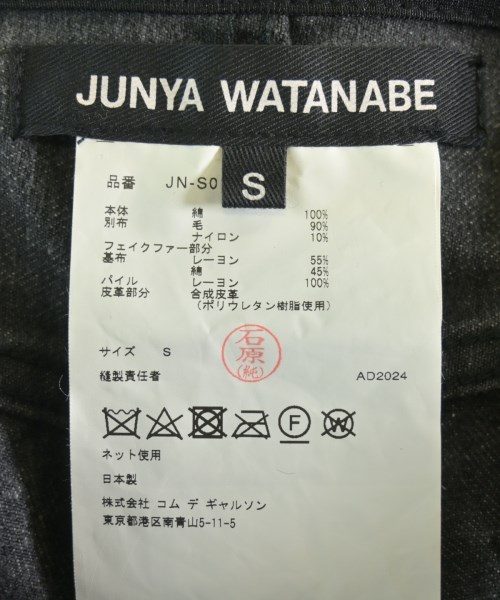 JUNYA WATANABE
S
品番 JN-S0
本体 綿 100%
別布 毛 90%
ナイロン 10%
フェイクファー部分
基布 レーヨン 55%
綿 45%
パイル レーヨン 100%
皮革部分 合成皮革
(ポリウレタン樹脂使用)
サイズ S
石原
(純)
縫製責任者 AD2024
F W
ネット使用
日本製
株式会社 コム デ ギャルソン
東京都港区南青山5-11-5